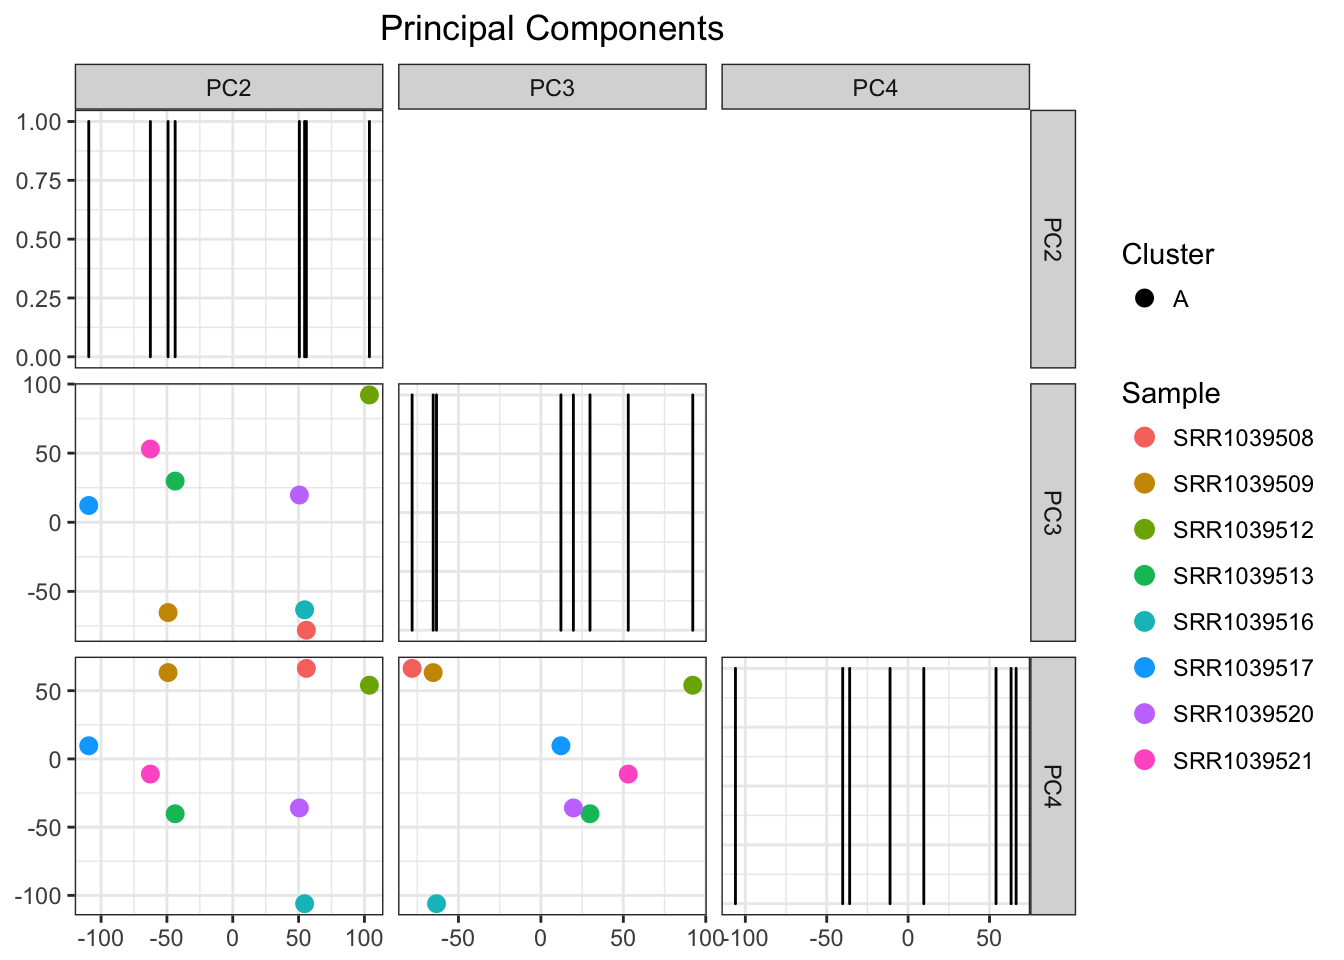 Principal Components
PC2 PC3 PC4
1.00
0.75
0.50
0.25
0.00
PC2
100
50
0
-50
PC3
50
0
-50
-100
PC4
-100 -50 0 50 100
-50 0 50 100
-100 -50 0 50
Cluster
A
Sample
SRR1039508
SRR1039509
SRR1039512
SRR1039513
SRR1039516
SRR1039517
SRR1039520
SRR1039521